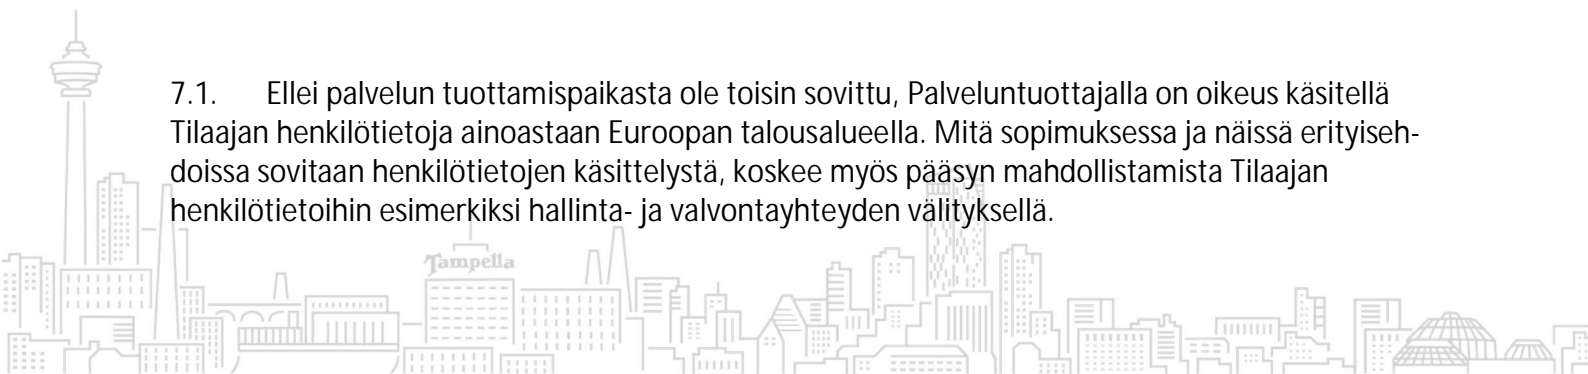 7.1. Ellei palvelun tuottamispaikasta ole toisin sovittu, Palveluntuottajalla on oikeus käsitellä
Tilaajan henkilötietoja ainoastaan Euroopan talousalueella. Mitä sopimuksessa ja näissä erityiseh-
doissa sovitaan henkilötietojen käsittelystä, koskee myös pääsyn mahdollistamista Tilaajan
henkilötietoihin esimerkiksi hallinta- ja valvontayhteyden välityksellä.
Tampella